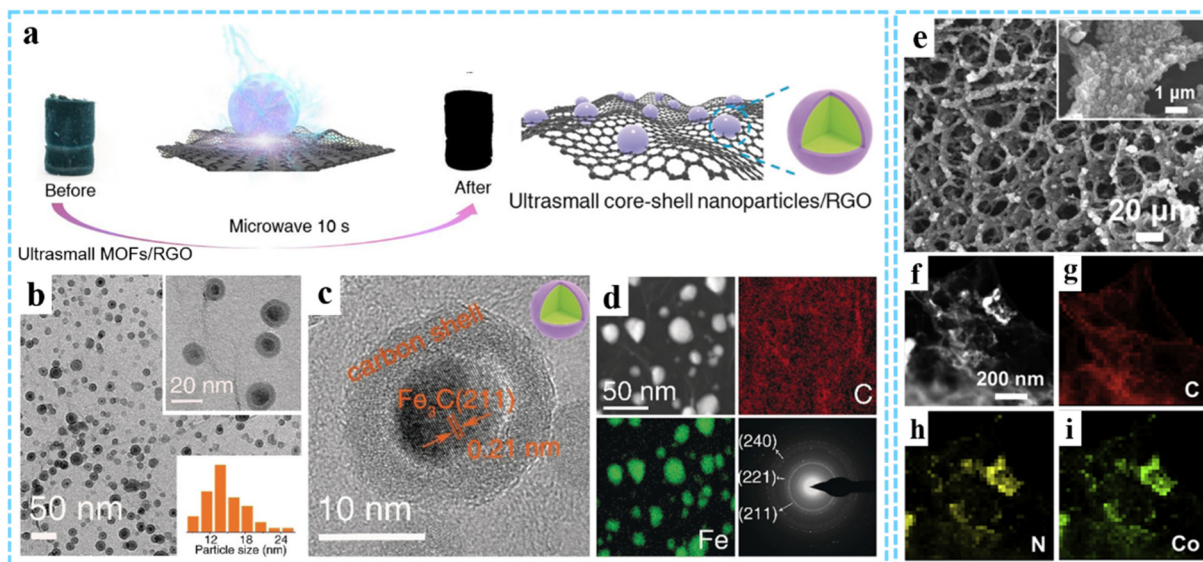 a
Before
After
Microwave 10 s
Ultrasmall MOFs/RGO
Ultrasmall core-shell nanoparticles/RGO
b
20 nm
50 nm
12 18 24
Particle size (nm)
c
carbon shell
Fe3C(211)
0.21 nm
10 nm
d
50 nm
C
Fe
(240)
(221)
(211)
e
1 µm
20 µm
f
200 nm
g
C
h
N
i
Co